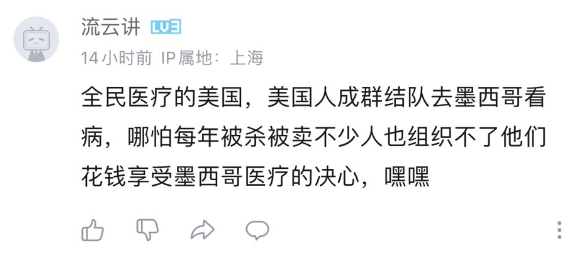 流云讲 LV3
14小时前 IP属地：上海
全民医疗的美国，美国人成群结队去墨西哥看
病，哪怕每年被杀被卖不少人也组织不了他们
花钱享受墨西哥医疗的决心，嘿嘿